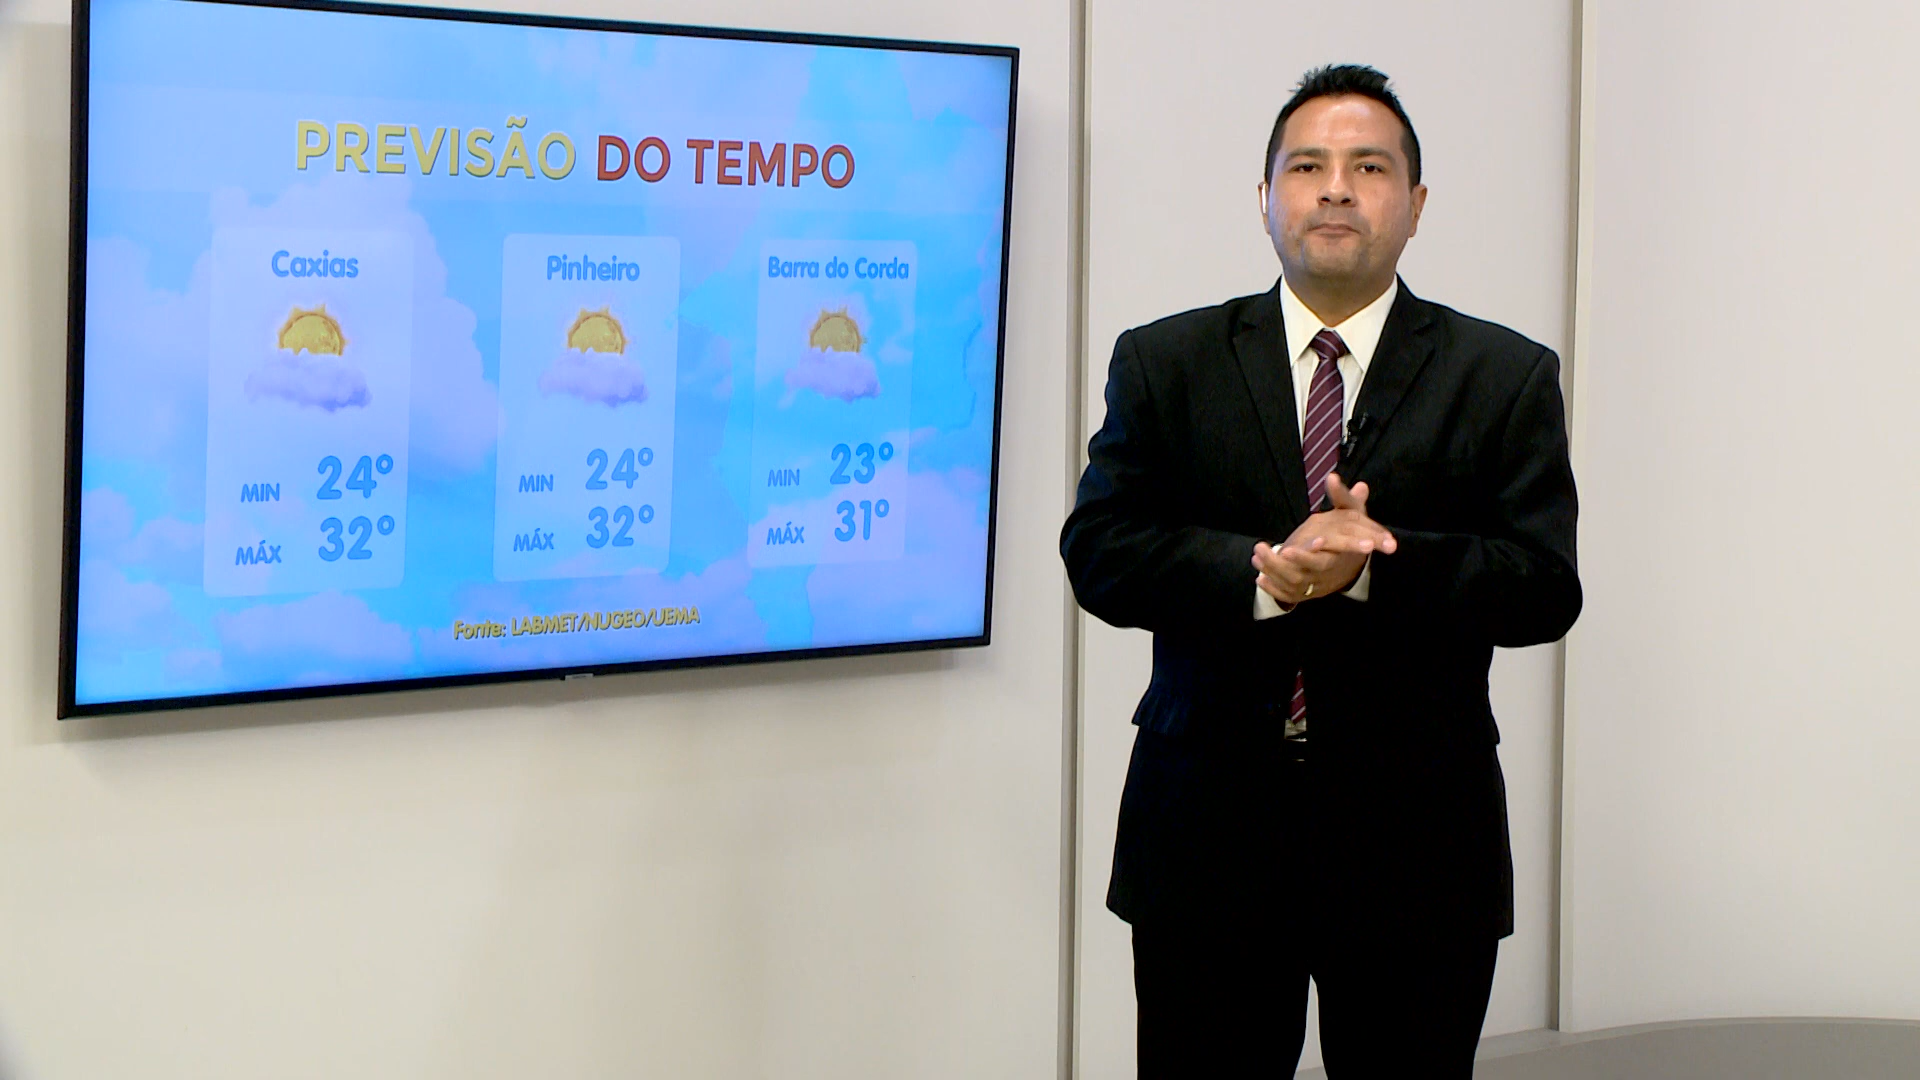 PREVISÃO DO TEMPO
Caxias
MIN 24°
MÁX 32°
Pinheiro
MIN 24°
MÁX 32°
Barra do Corda
MIN 23°
MÁX 31°
Fonte: LABMET/NUGEO/UEMA